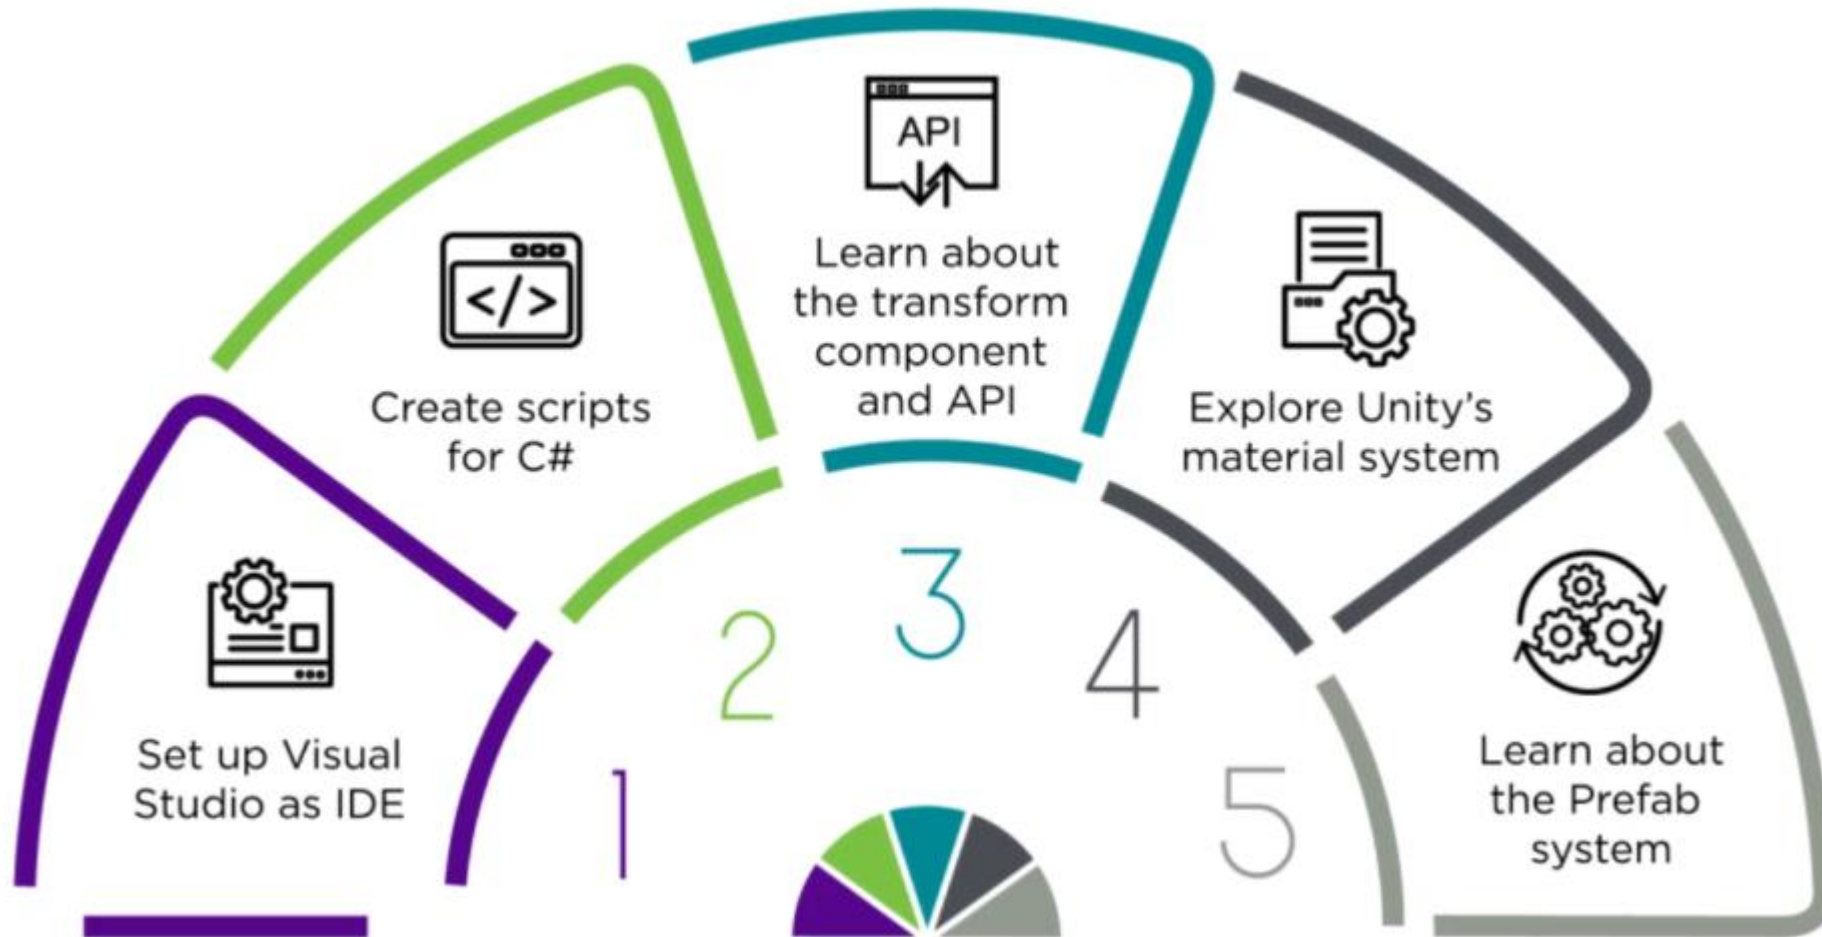 Set up Visual
Studio as IDE
1
</>
Create scripts
for C#
2
API
Learn about
the transform
component
and API
3
Explore Unity's
material system
4
Learn about
the Prefab
system
5